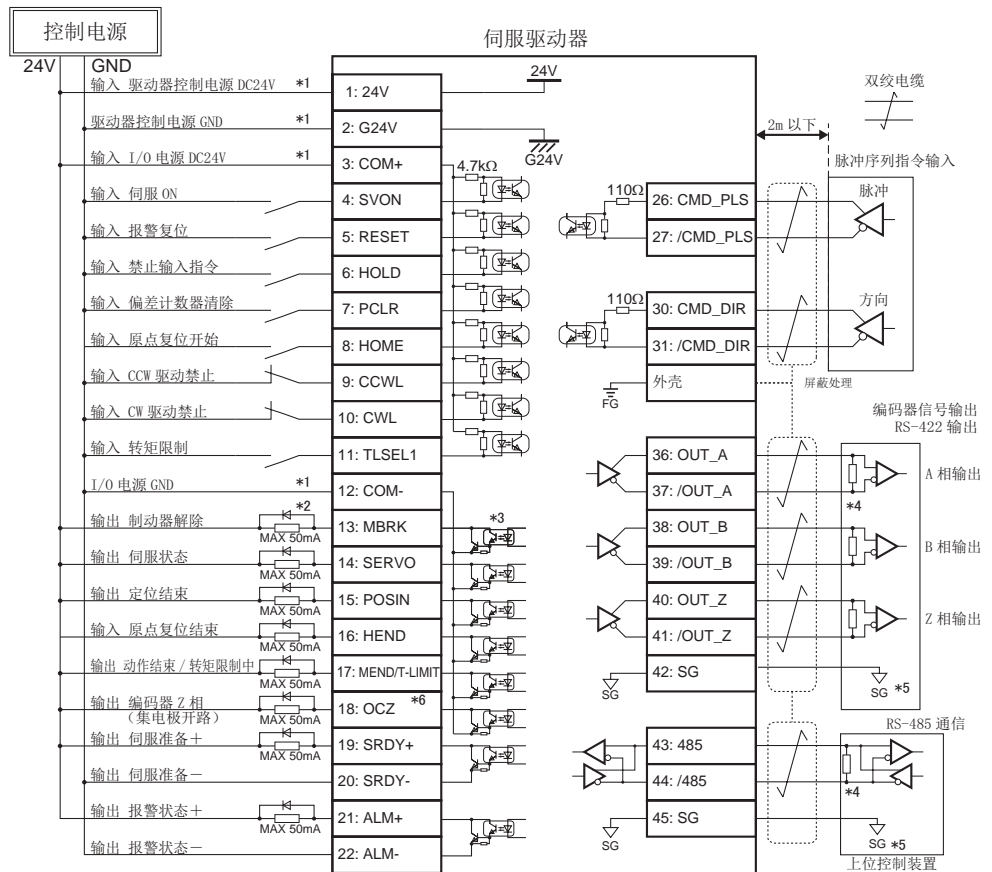 控制电源
24V
GND
伺服驱动器
24V
G24V
输入 驱动器控制电源 DC24V *1
1: 24V
驱动器控制电源 GND *1
2: G24V
输入 I/O 电源 DC24V *1
3: COM+
4.7kΩ
输入 伺服 ON
4: SVON
输入 报警复位
5: RESET
输入 禁止输入指令
6: HOLD
输入 偏差计数器清除
7: PCLR
输入 原点复位开始
8: HOME
输入 CCW 驱动禁止
9: CCWL
输入 CW 驱动禁止
10: CWL
输入 转矩限制
11: TLSEL1
I/O 电源 GND *1
12: COM-
输出 制动器解除
*2
MAX 50mA
13: MBRK
*3
输出 伺服状态
MAX 50mA
14: SERVO
输出 定位结束
MAX 50mA
15: POSIN
输入 原点复位结束
MAX 50mA
16: HEND
输出 动作结束 / 转矩限制中
MAX 50mA
17: MEND/T-LIMIT
输出 编码器 Z 相
(集电极开路)
MAX 50mA
18: OCZ
*6
输出 伺服准备＋
MAX 50mA
19: SRDY+
输出 伺服准备－
20: SRDY-
输出 报警状态＋
MAX 50mA
21: ALM+
输出 报警状态－
22: ALM-
双绞电缆
2m 以下
脉冲序列指令输入
110Ω
26: CMD_PLS
27: /CMD_PLS
脉冲
110Ω
30: CMD_DIR
31: /CMD_DIR
方向
FG
外壳
屏蔽处理
编码器信号输出
RS-422 输出
36: OUT_A
37: /OUT_A
*4
A 相输出
38: OUT_B
39: /OUT_B
B 相输出
40: OUT_Z
41: /OUT_Z
Z 相输出
SG
42: SG
SG *5
RS-485 通信
43: 485
44: /485
*4
SG
45: SG
SG *5
上位控制装置